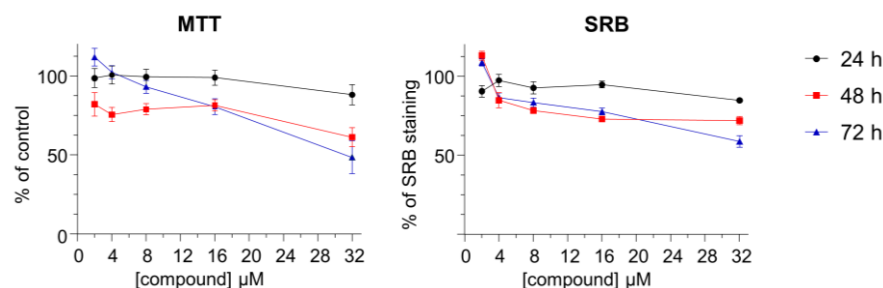 MTT
% of control
100
50
0
0 4 8 12 16 20 24 28 32
[compound] µM
SRB
% of SRB staining
100
50
0 4 8 12 16 20 24 28 32
[compound] µM
24 h
48 h
72 h